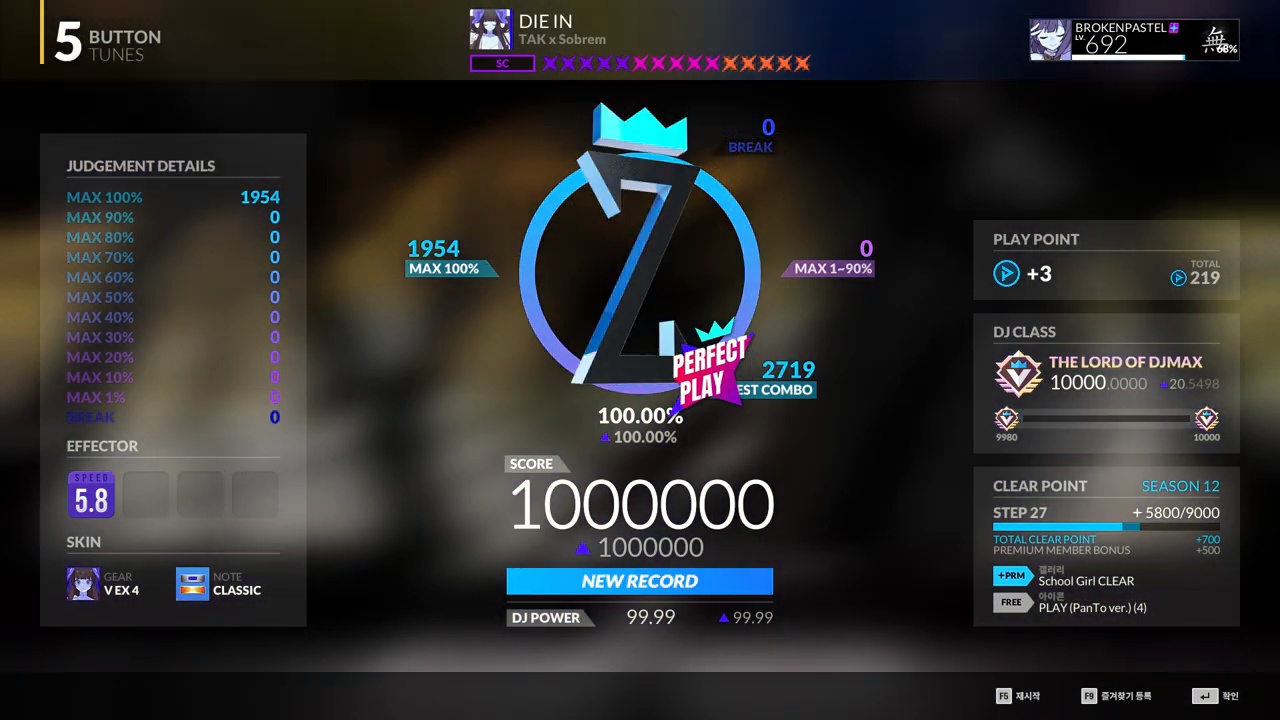 5 BUTTON
TUNES
DIE IN
TAK x Sobrem
SC
BROKENPASTEL
LV. 692
無
68%
JUDGEMENT DETAILS
MAX 100% 1954
MAX 90% 0
MAX 80% 0
MAX 70% 0
MAX 60% 0
MAX 50% 0
MAX 40% 0
MAX 30% 0
MAX 20% 0
MAX 10% 0
MAX 1% 0
BREAK 0
EFFECTOR
SPEED
5.8
SKIN
GEAR
V EX 4
NOTE
CLASSIC
0
BREAK
1954
MAX 100%
0
MAX 1~90%
Z
PERFECT
PLAY
2719
EST COMBO
100.00%
100.00%
SCORE
1000000
1000000
NEW RECORD
DJ POWER 99.99 99.99
PLAY POINT
+3
TOTAL
219
DJ CLASS
THE LORD OF DJMAX
10000.0000 20.5498
9980 10000
CLEAR POINT SEASON 12
STEP 27 + 5800/9000
TOTAL CLEAR POINT +700
PREMIUM MEMBER BONUS +500
+PRM 갤러리
School Girl CLEAR
FREE 아이콘
PLAY (PanTo ver.) (4)
F5 재시작 F9 즐겨찾기 등록 확인